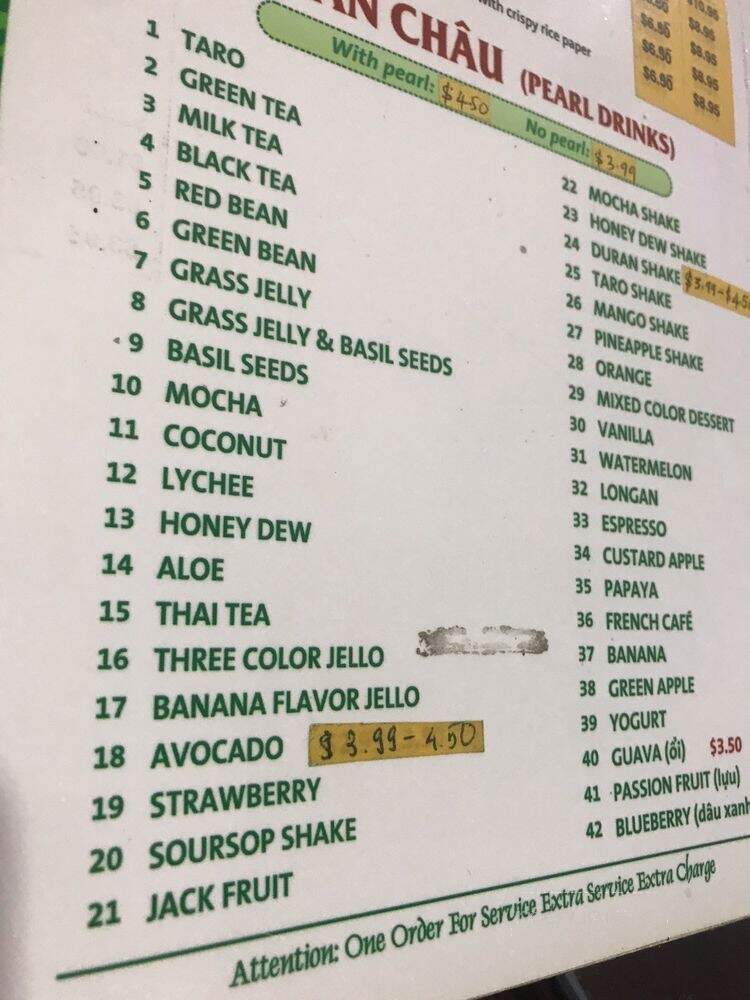 with crispy rice paper
$10.95
$6.95 $8.95
$6.95 $8.95
$6.95 $8.95
$8.95
CHÂU (PEARL DRINKS)
With pearl: $4.50 No pearl: $3.99
1 TARO
2 GREEN TEA
3 MILK TEA
4 BLACK TEA
5 RED BEAN
6 GREEN BEAN
7 GRASS JELLY
8 GRASS JELLY & BASIL SEEDS
9 BASIL SEEDS
10 MOCHA
11 COCONUT
12 LYCHEE
13 HONEY DEW
14 ALOE
15 THAI TEA
16 THREE COLOR JELLO
17 BANANA FLAVOR JELLO
18 AVOCADO $3.99-4.50
19 STRAWBERRY
20 SOURSOP SHAKE
21 JACK FRUIT
22 MOCHA SHAKE
23 HONEY DEW SHAKE
24 DURAN SHAKE $3.99-$4.50
25 TARO SHAKE
26 MANGO SHAKE
27 PINEAPPLE SHAKE
28 ORANGE
29 MIXED COLOR DESSERT
30 VANILLA
31 WATERMELON
32 LONGAN
33 ESPRESSO
34 CUSTARD APPLE
35 PAPAYA
36 FRENCH CAFÉ
37 BANANA
38 GREEN APPLE
39 YOGURT
40 GUAVA (ổi) $3.50
41 PASSION FRUIT (lựu)
42 BLUEBERRY (dâu xanh
Attention: One Order For Service Extra Service Extra Charge